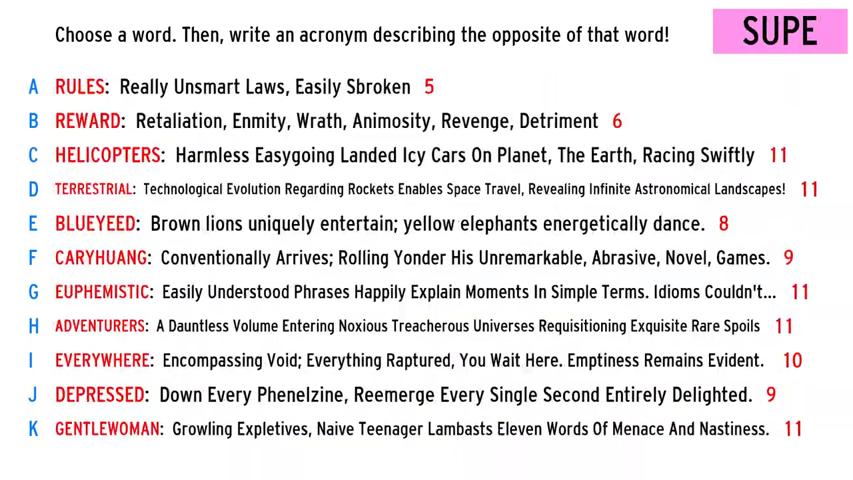 Choose a word. Then, write an acronym describing the opposite of that word!
SUPE
A RULES: Really Unsmart Laws, Easily Sbroken 5
B REWARD: Retaliation, Enmity, Wrath, Animosity, Revenge, Detriment 6
C HELICOPTERS: Harmless Easygoing Landed Icy Cars On Planet, The Earth, Racing Swiftly 11
D TERRESTRIAL: Technological Evolution Regarding Rockets Enables Space Travel, Revealing Infinite Astronomical Landscapes! 11
E BLUEYEED: Brown lions uniquely entertain; yellow elephants energetically dance. 8
F CARYHUANG: Conventionally Arrives; Rolling Yonder His Unremarkable, Abrasive, Novel, Games. 9
G EUPHEMISTIC: Easily Understood Phrases Happily Explain Moments In Simple Terms. Idioms Couldn't... 11
H ADVENTURERS: A Dauntless Volume Entering Noxious Treacherous Universes Requisitioning Exquisite Rare Spoils 11
I EVERYWHERE: Encompassing Void; Everything Raptured, You Wait Here. Emptiness Remains Evident. 10
J DEPRESSED: Down Every Phenelzine, Reemerge Every Single Second Entirely Delighted. 9
K GENTLEWOMAN: Growling Expletives, Naive Teenager Lambasts Eleven Words Of Menace And Nastiness. 11